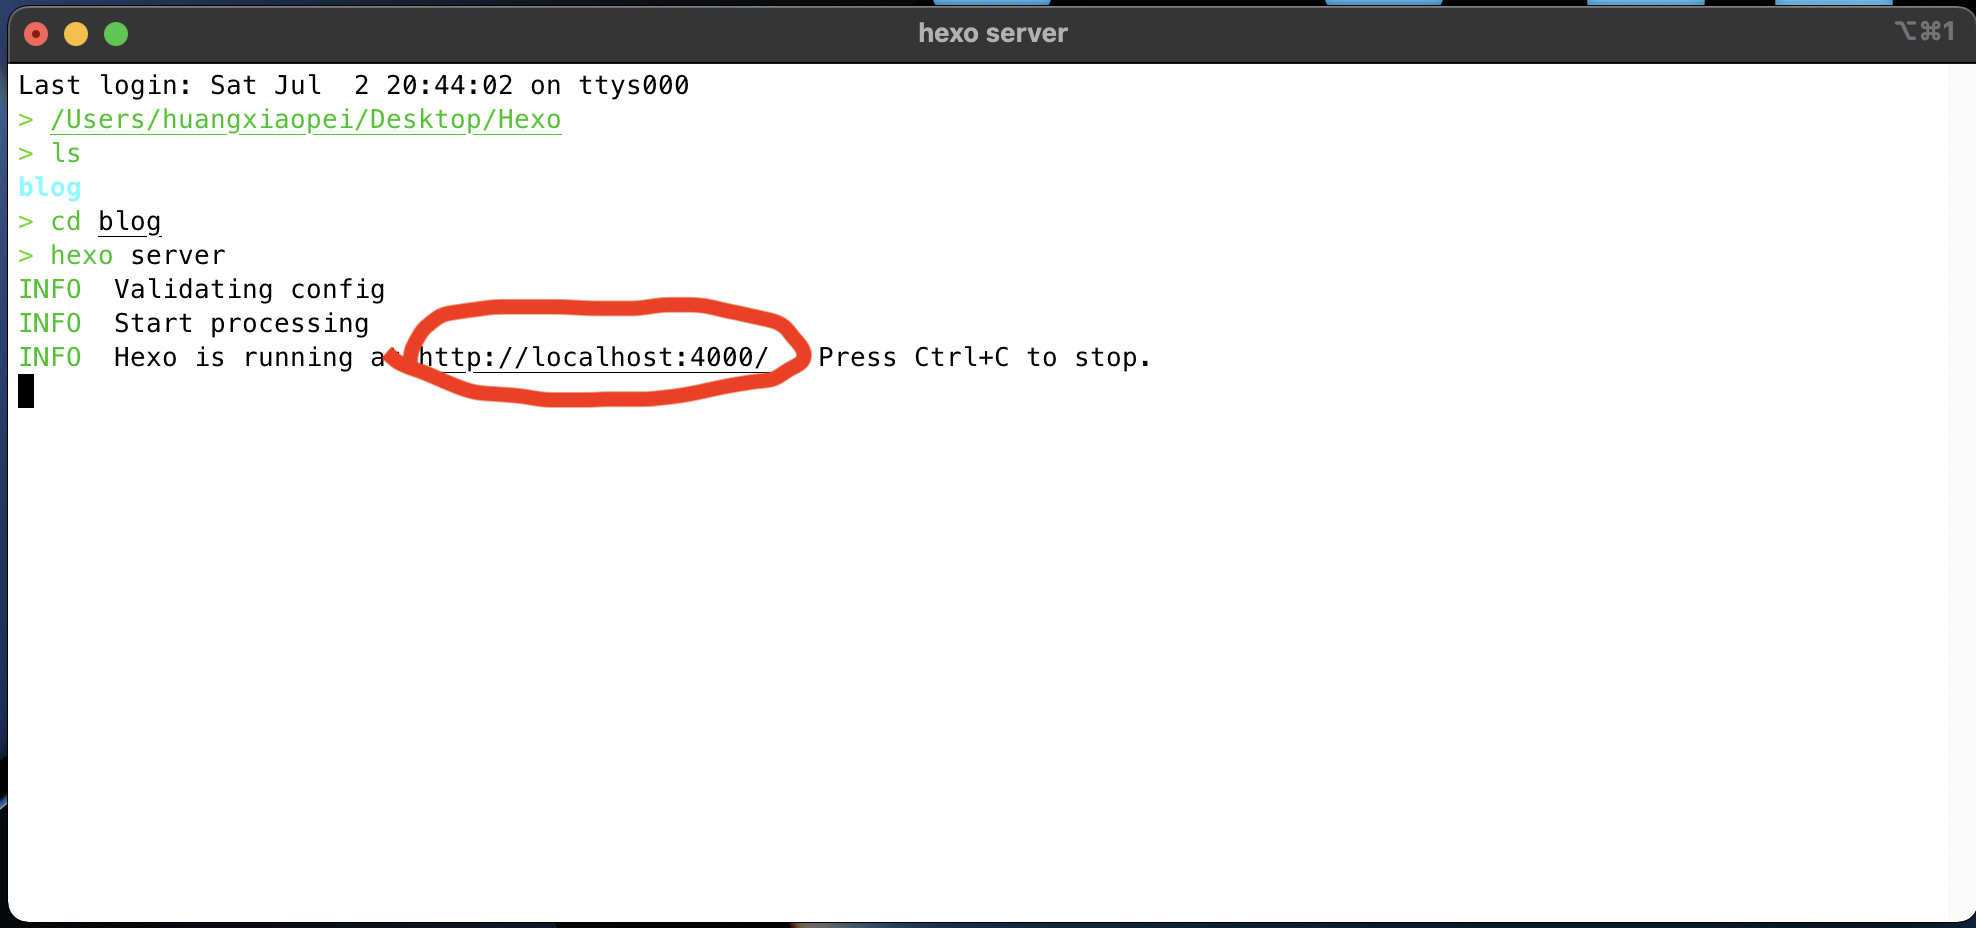 hexo server
⌥⌘1
Last login: Sat Jul  2 20:44:02 on ttys000
> /Users/huangxiaopei/Desktop/Hexo
> ls
blog
> cd blog
> hexo server
INFO  Validating config
INFO  Start processing
INFO  Hexo is running at http://localhost:4000/ Press Ctrl+C to stop.